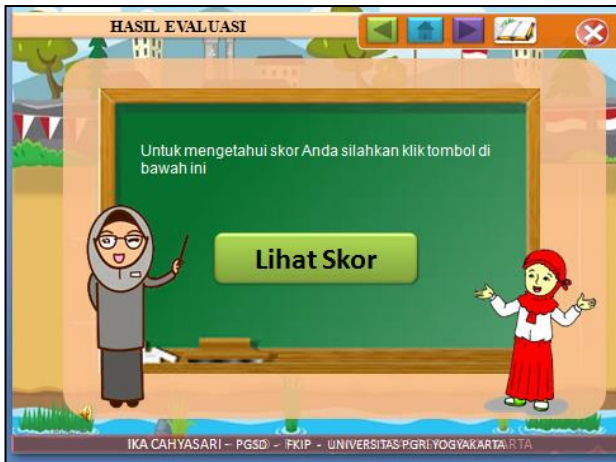 HASIL EVALUASI
Untuk mengetahui skor Anda silahkan klik tombol di
bawah ini
Lihat Skor
IKA CAHYASARI – PGSD - FKIP - UNIVERSITAS PGRI YOGYAKARTA